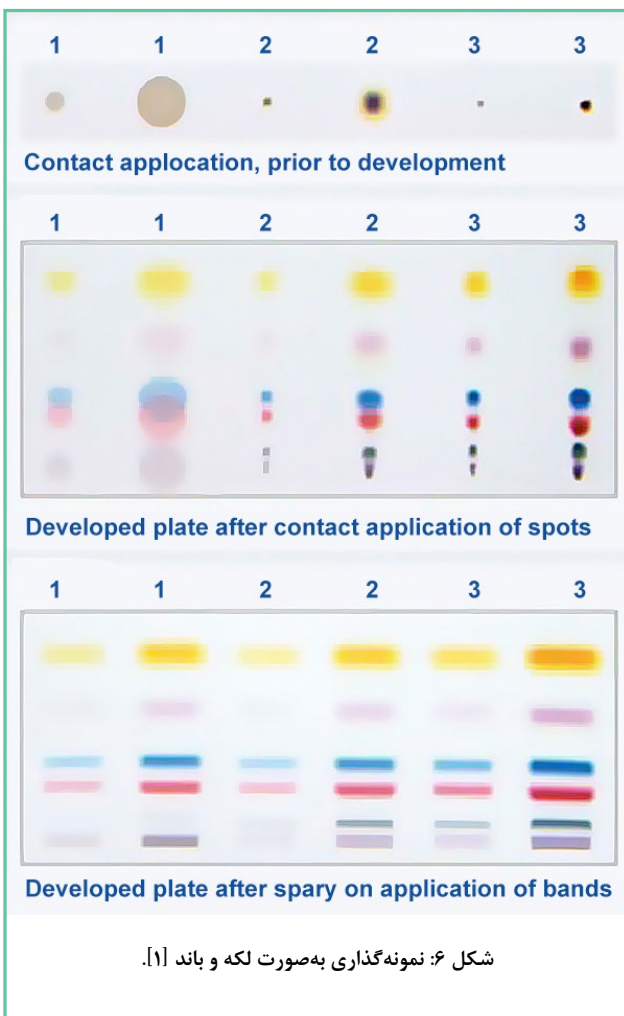 1 1 2 2 3 3
Contact applocation, prior to development
1 1 2 2 3 3
Developed plate after contact application of spots
1 1 2 2 3 3
Developed plate after spary on application of bands
شکل ۶: نمونه‌گذاری به‌صورت لکه و باند [۱].